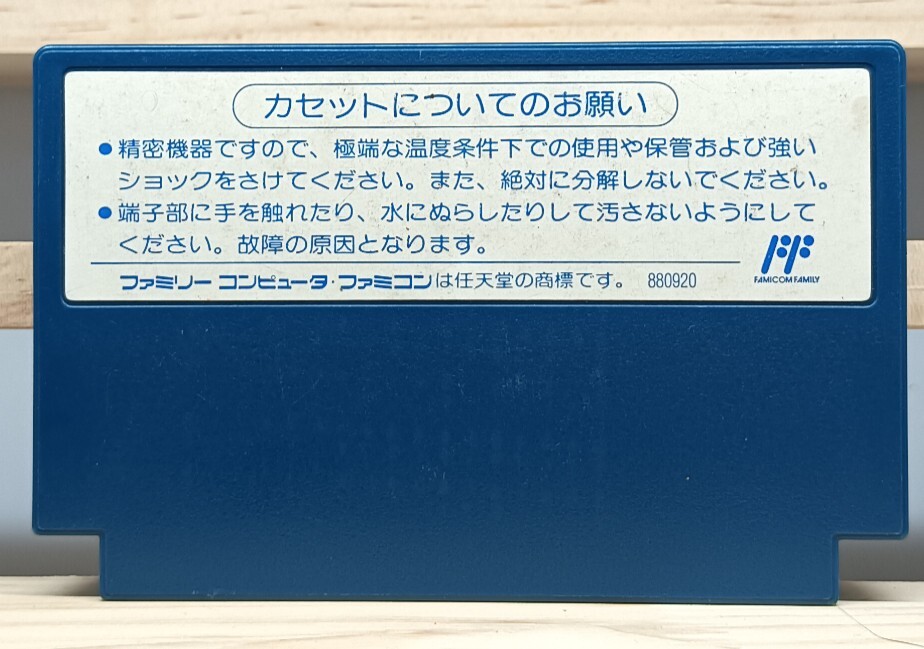 カセットについてのお願い
●精密機器ですので、極端な温度条件下での使用や保管および強い
ショックをさけてください。また、絶対に分解しないでください。
●端子部に手を触れたり、水にぬらしたりして汚さないようにして
ください。故障の原因となります。
FAMICOM FAMILY
ファミリー コンピュータ・ファミコンは任天堂の商標です。 880920